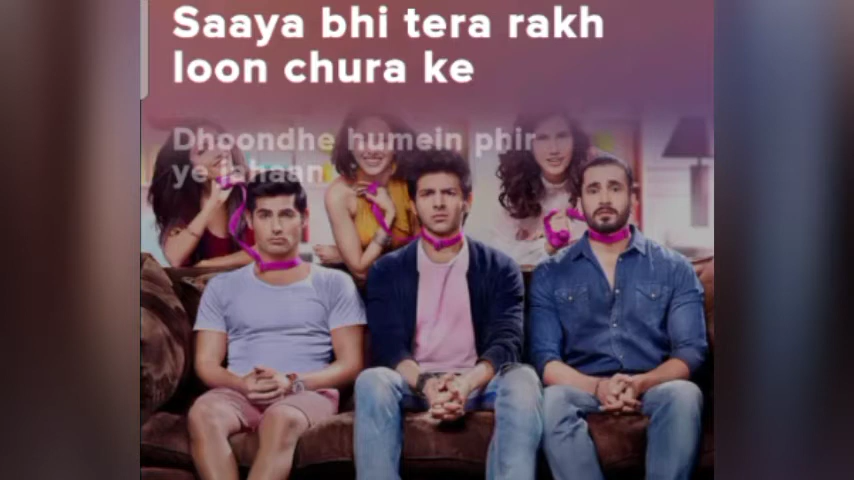 Saaya bhi tera rakh
loon chura ke
Dhoondhe humein phir
ye jahaan